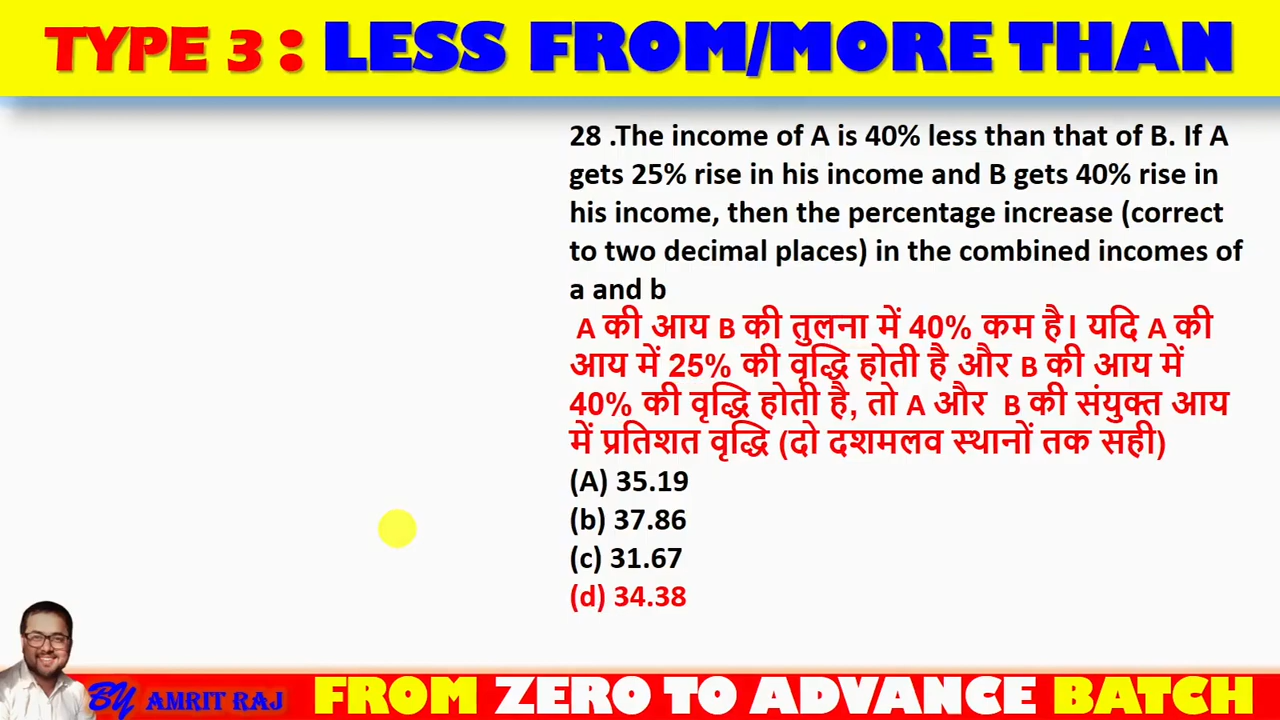 TYPE 3 : LESS FROM/MORE THAN
28 .The income of A is 40% less than that of B. If A
gets 25% rise in his income and B gets 40% rise in
his income, then the percentage increase (correct
to two decimal places) in the combined incomes of
a and b
A की आय B की तुलना में 40% कम है। यदि A की
आय में 25% की वृद्धि होती है और B की आय में
40% की वृद्धि होती है, तो A और B की संयुक्त आय
में प्रतिशत वृद्धि (दो दशमलव स्थानों तक सही)
(A) 35.19
(b) 37.86
(c) 31.67
(d) 34.38
BY AMRIT RAJ FROM ZERO TO ADVANCE BATCH